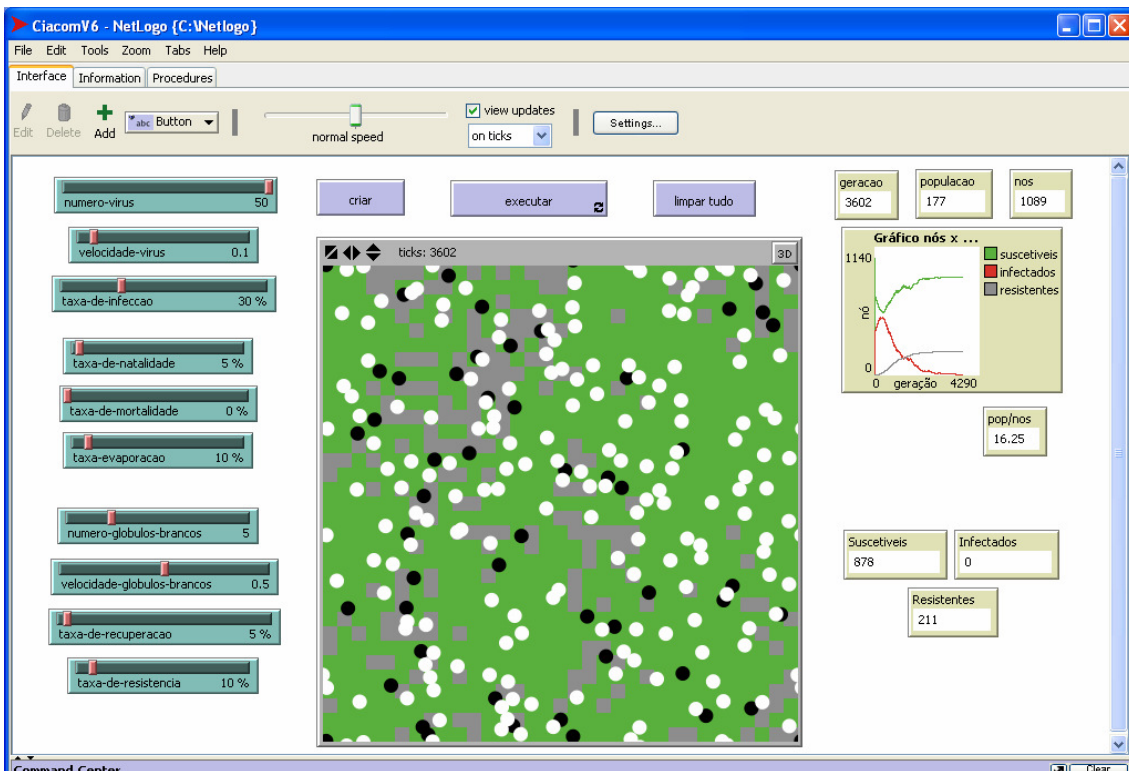 CiacomV6 - NetLogo {C:\Netlogo}
File Edit Tools Zoom Tabs Help
Interface Information Procedures
Edit Delete Add abc Button normal speed view updates on ticks Settings...
numero-virus 50
velocidade-virus 0.1
taxa-de-infeccao 30 %
taxa-de-natalidade 5 %
taxa-de-mortalidade 0 %
taxa-evaporacao 10 %
numero-globulos-brancos 5
velocidade-globulos-brancos 0.5
taxa-de-recuperacao 5 %
taxa-de-resistencia 10 %
criar executar limpar tudo
ticks: 3602 3D
geracao populacao nos
3602 177 1089
Gráfico nós x ...
1140
nó
0
0 geração 4290
suscetiveis
infectados
resistentes
pop/nos
16.25
Suscetiveis Infectados
878 0
Resistentes
211
Command Center Clear